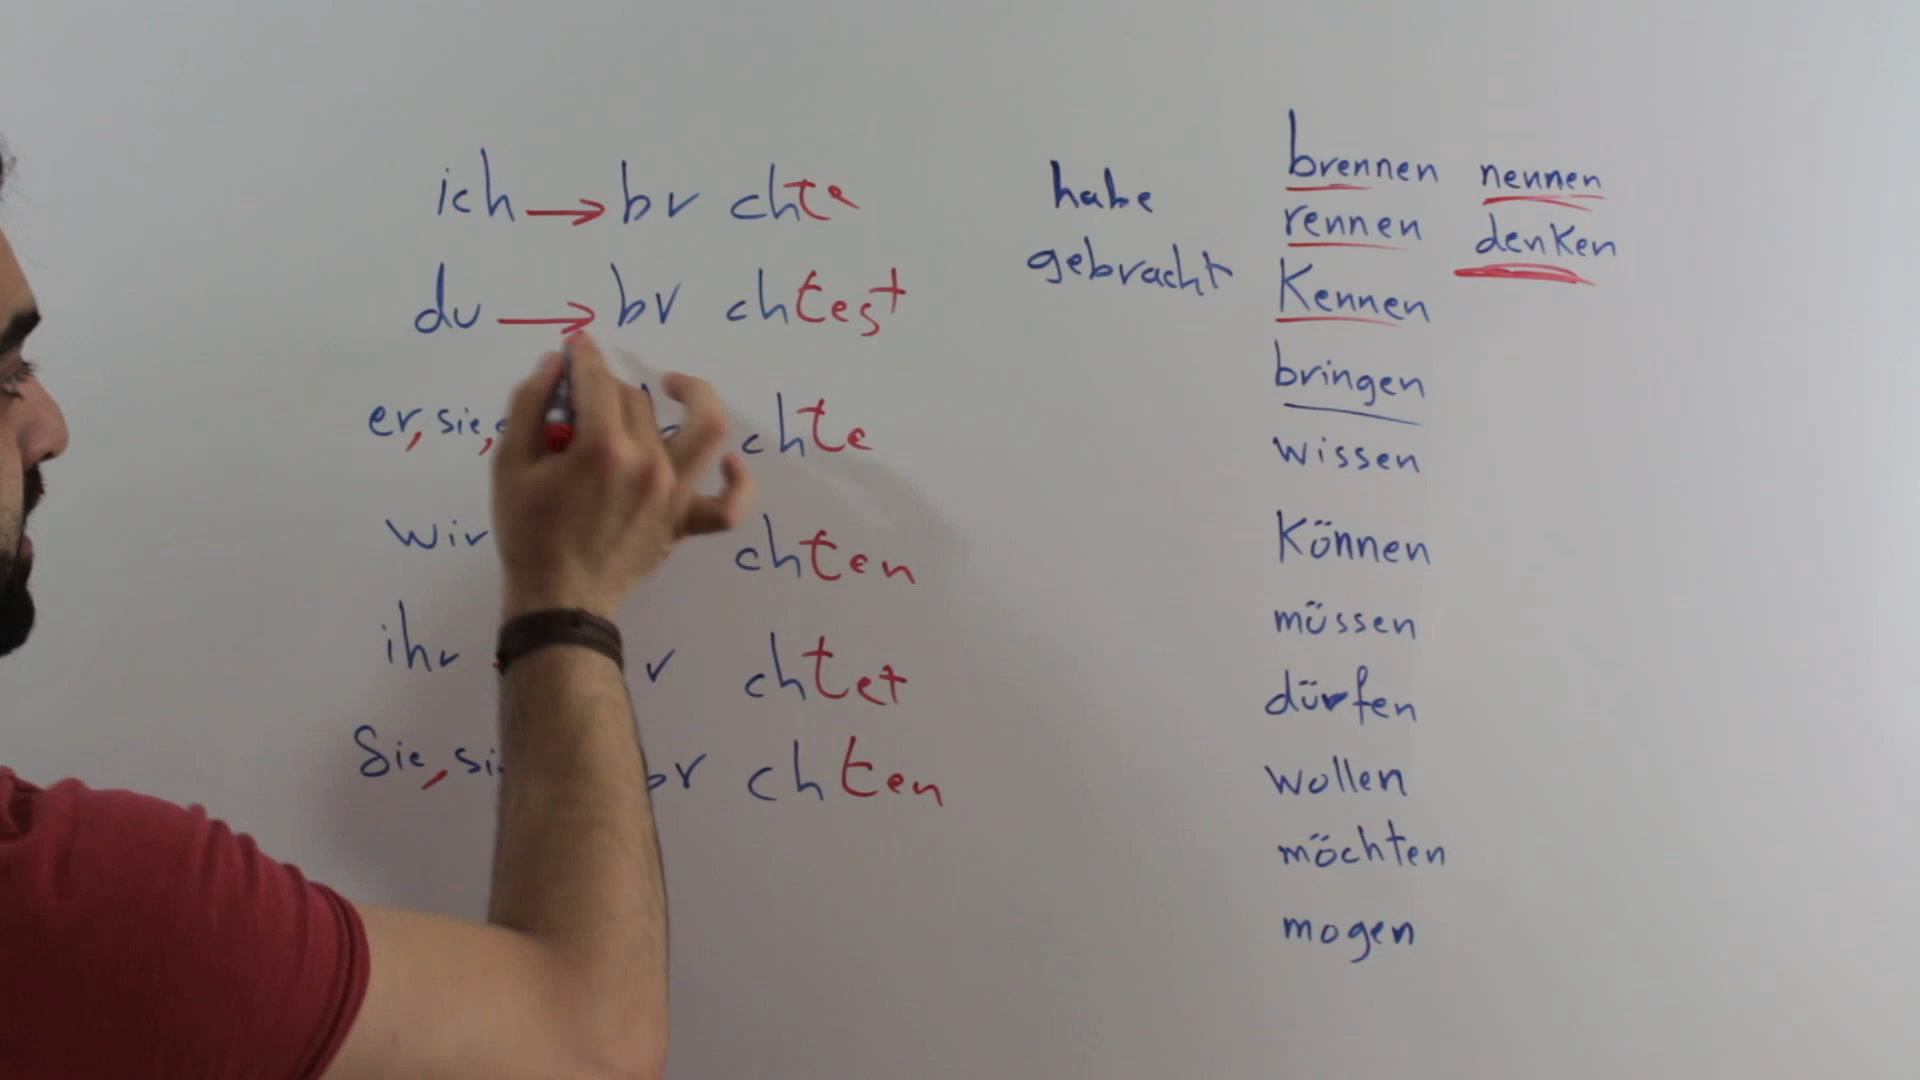 ich → br chte
du → br chtest
er, sie, chte
wir chten
ihr r chtet
Sie, si br chten
habe
gebracht
brennen nennen
rennen denken
Kennen
bringen
wissen
Können
müssen
dürfen
wollen
möchten
mogen